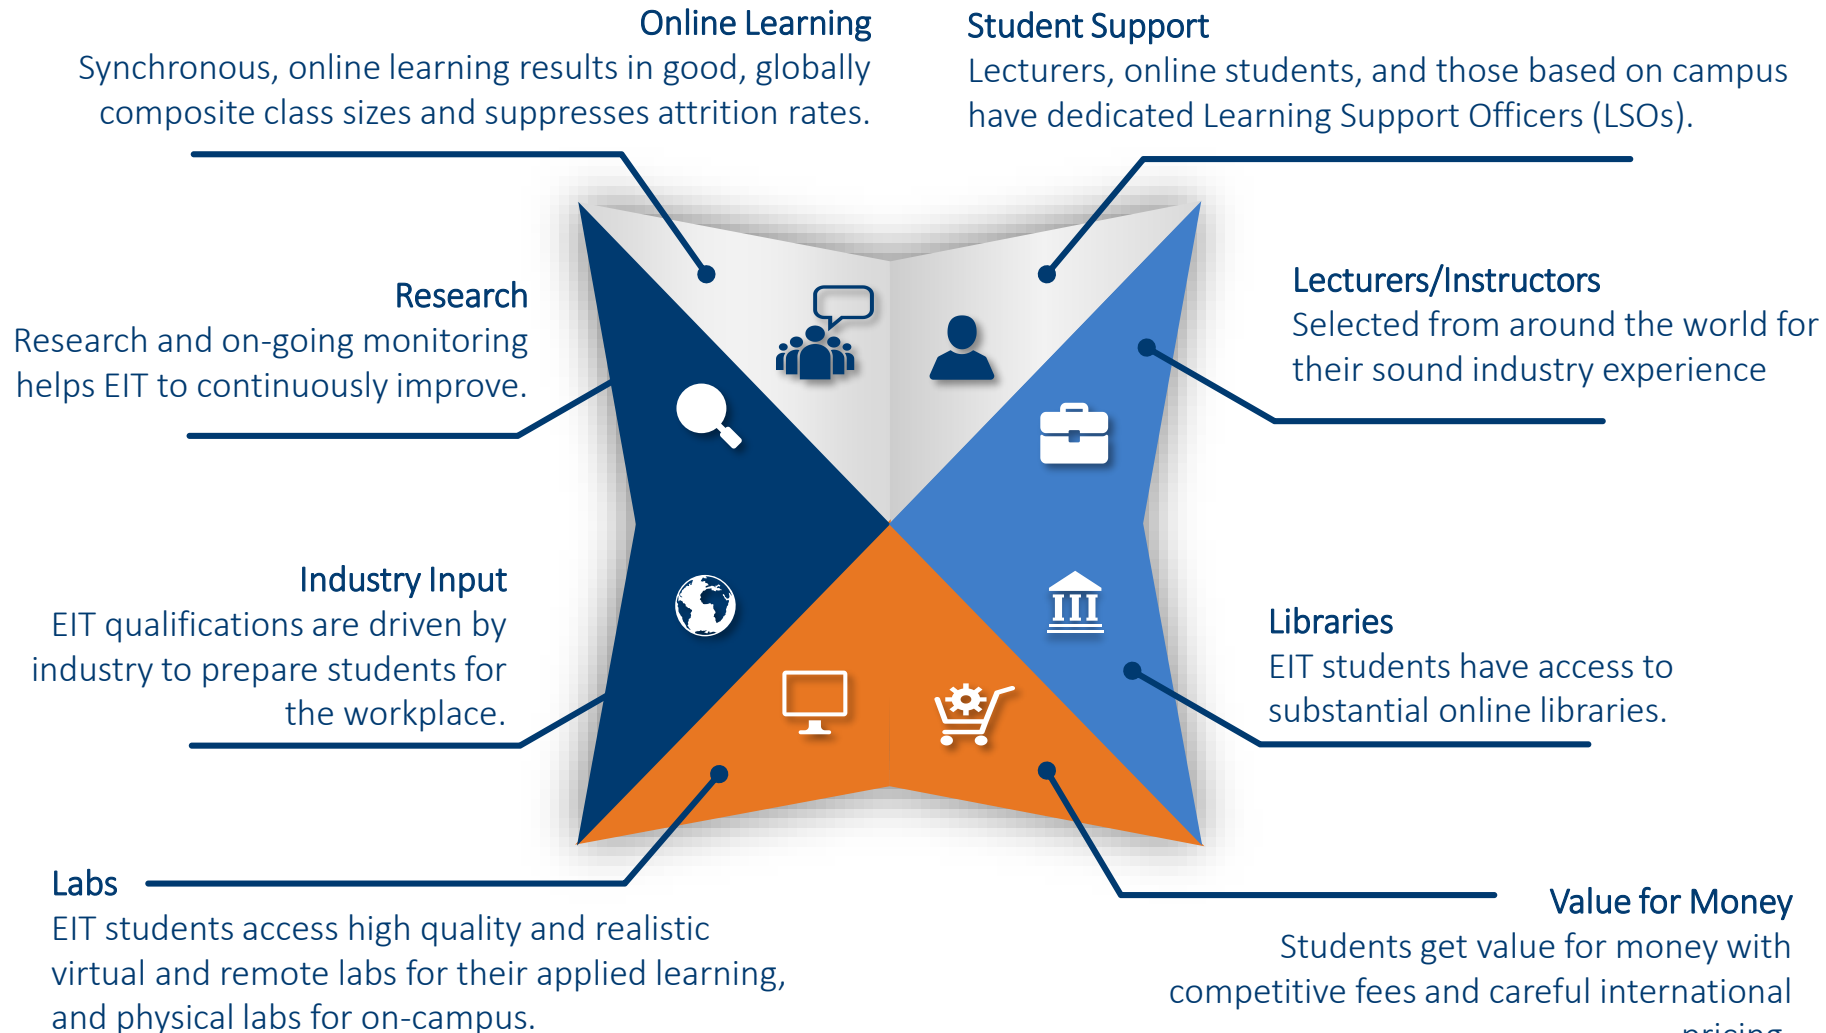 Online Learning
Synchronous, online learning results in good, globally
composite class sizes and suppresses attrition rates.
Student Support
Lecturers, online students, and those based on campus
have dedicated Learning Support Officers (LSOs).
Research
Research and on-going monitoring
helps EIT to continuously improve.
Lecturers/Instructors
Selected from around the world for
their sound industry experience
Industry Input
EIT qualifications are driven by
industry to prepare students for
the workplace.
Libraries
EIT students have access to
substantial online libraries.
Labs
EIT students access high quality and realistic
virtual and remote labs for their applied learning,
and physical labs for on-campus.
Value for Money
Students get value for money with
competitive fees and careful international
pricing.